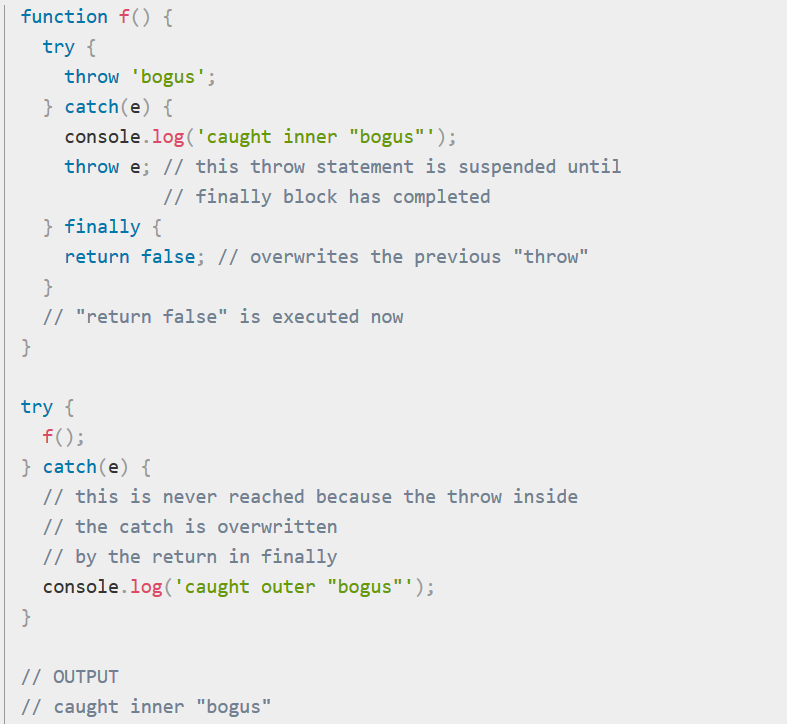 function f() {
  try {
    throw 'bogus';
  } catch(e) {
    console.log('caught inner "bogus"');
    throw e; // this throw statement is suspended until
             // finally block has completed
  } finally {
    return false; // overwrites the previous "throw"
  }
  // "return false" is executed now
}

try {
  f();
} catch(e) {
  // this is never reached because the throw inside
  // the catch is overwritten
  // by the return in finally
  console.log('caught outer "bogus"');
}

// OUTPUT
// caught inner "bogus"